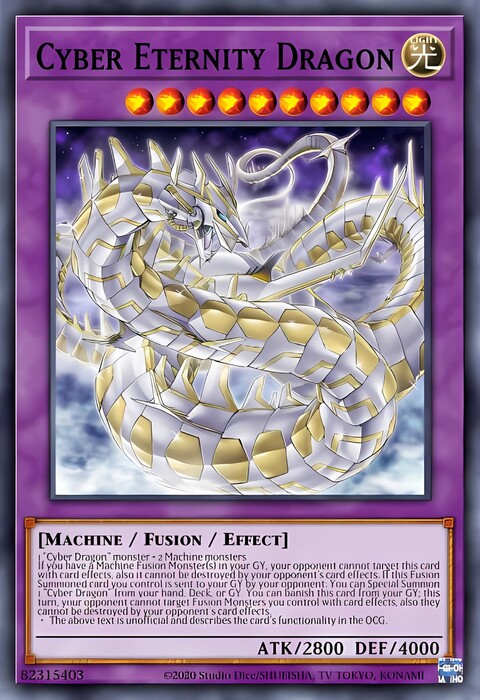 CYBER ETERNITY DRAGON
LIGHT
光
[MACHINE / FUSION / EFFECT]
1 "Cyber Dragon" monster + 2 Machine monsters
If you have a Machine Fusion Monster(s) in your GY, your opponent cannot target this card
with card effects, also it cannot be destroyed by your opponent's card effects. If this Fusion
Summoned card you control is sent to your GY by your opponent: You can Special Summon
1 "Cyber Dragon" from your hand, Deck, or GY. You can banish this card from your GY; this
turn, your opponent cannot target Fusion Monsters you control with card effects, also they
cannot be destroyed by your opponent's card effects.
• The above text is unofficial and describes the card's functionality in the OCG.
ATK/2800 DEF/4000
82315403
©2020 Studio Dice/SHUEISHA, TV TOKYO, KONAMI